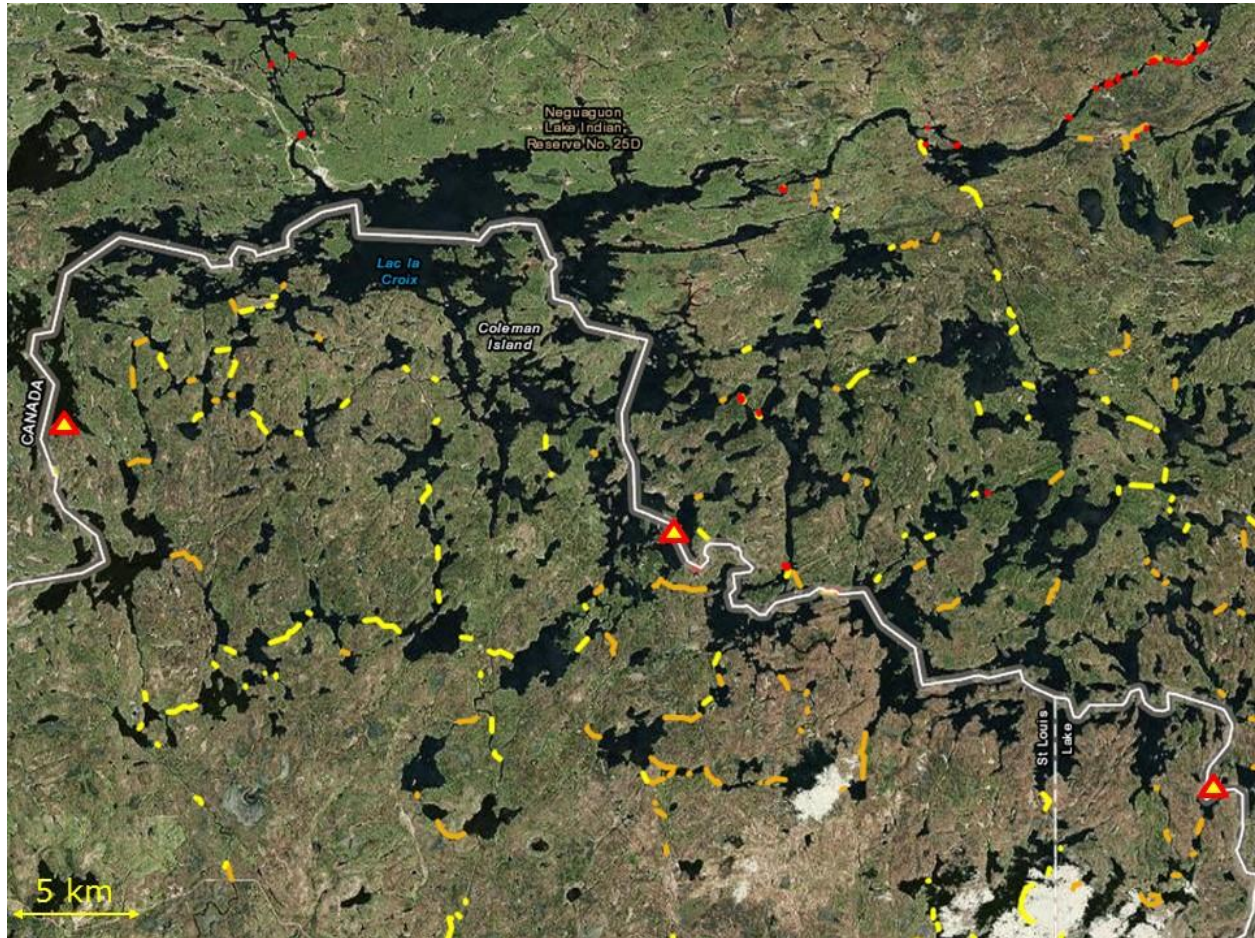 Neguaguon
Lake Indian
Reserve No. 25D
Lac la
Croix
Coleman
Island
CANADA
St Louis
Lake
5 km